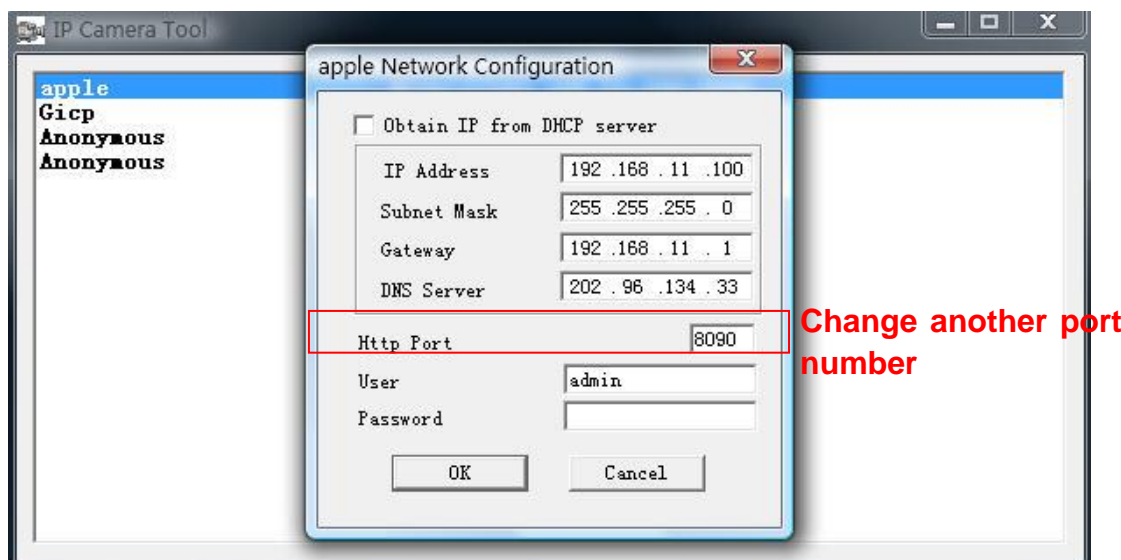 IP Camera Tool
apple Network Configuration
apple
Gicp
Anonymous
Anonymous
Obtain IP from DHCP server
IP Address 192 .168 . 11 .100
Subnet Mask 255 .255 .255 . 0
Gateway 192 .168 . 11 . 1
DNS Server 202 . 96 .134 . 33
Http Port 8090
Change another port
number
User admin
Password
OK Cancel